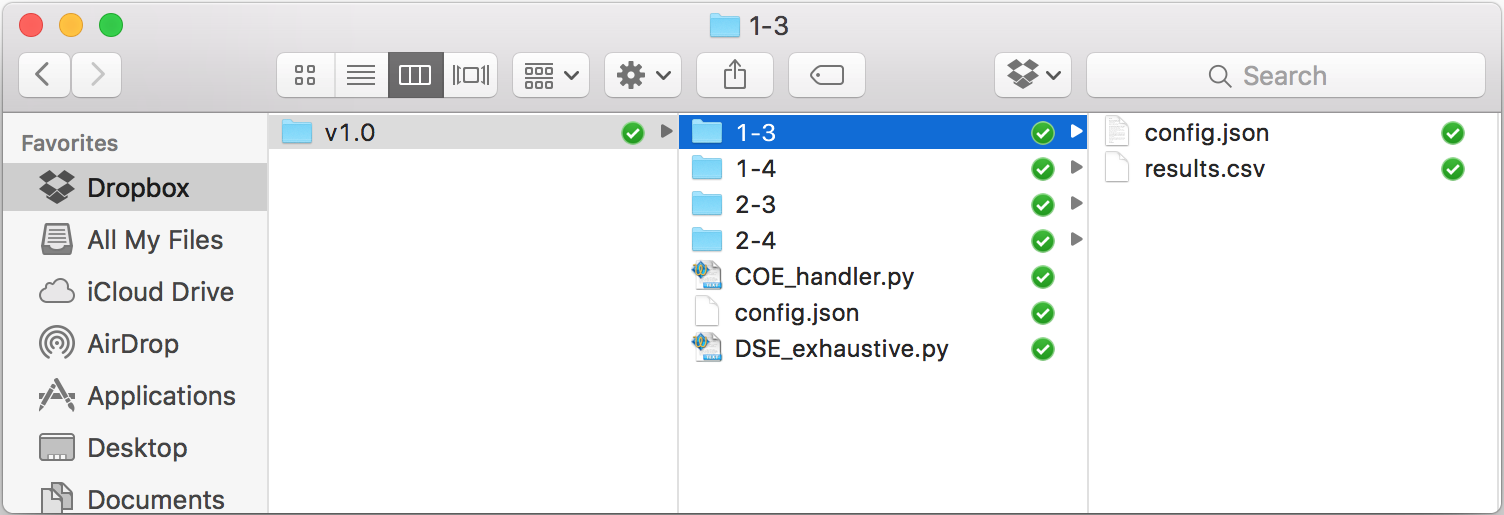 1-3
Search
Favorites
Dropbox
All My Files
iCloud Drive
AirDrop
Applications
Desktop
Documents
v1.0
1-3
1-4
2-3
2-4
COE_handler.py
config.json
DSE_exhaustive.py
config.json
results.csv